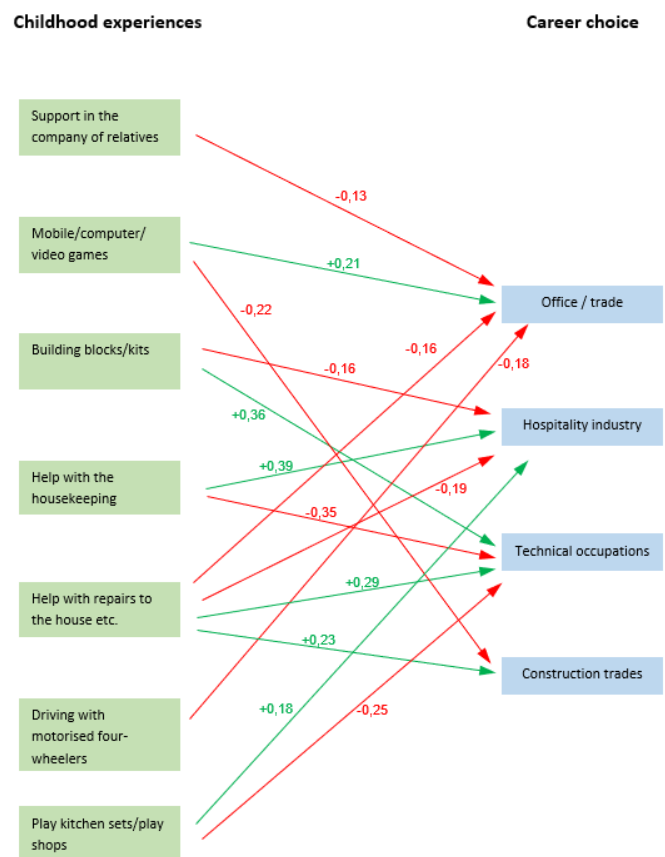 Childhood experiences
Career choice
Support in the
company of relatives
-0,13
Mobile/computer/
video games
+0,21
Office / trade
-0,22
Building blocks/kits
-0,16
-0,16
-0,18
+0,36
Hospitality industry
Help with the
housekeeping
+0,39
-0,19
-0,35
Technical occupations
Help with repairs to
the house etc.
+0,29
+0,23
Construction trades
Driving with
motorised four-
wheelers
+0,18
-0,25
Play kitchen sets/play
shops